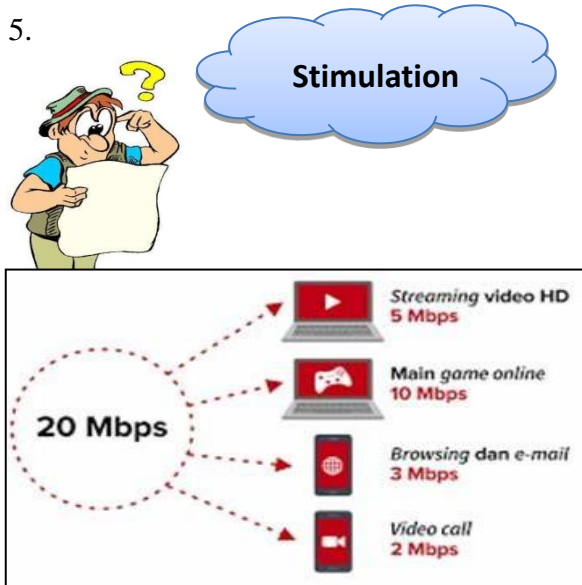 5.
Stimulation
?
20 Mbps
Streaming video HD
5 Mbps
Main game online
10 Mbps
Browsing dan e-mail
3 Mbps
Video call
2 Mbps